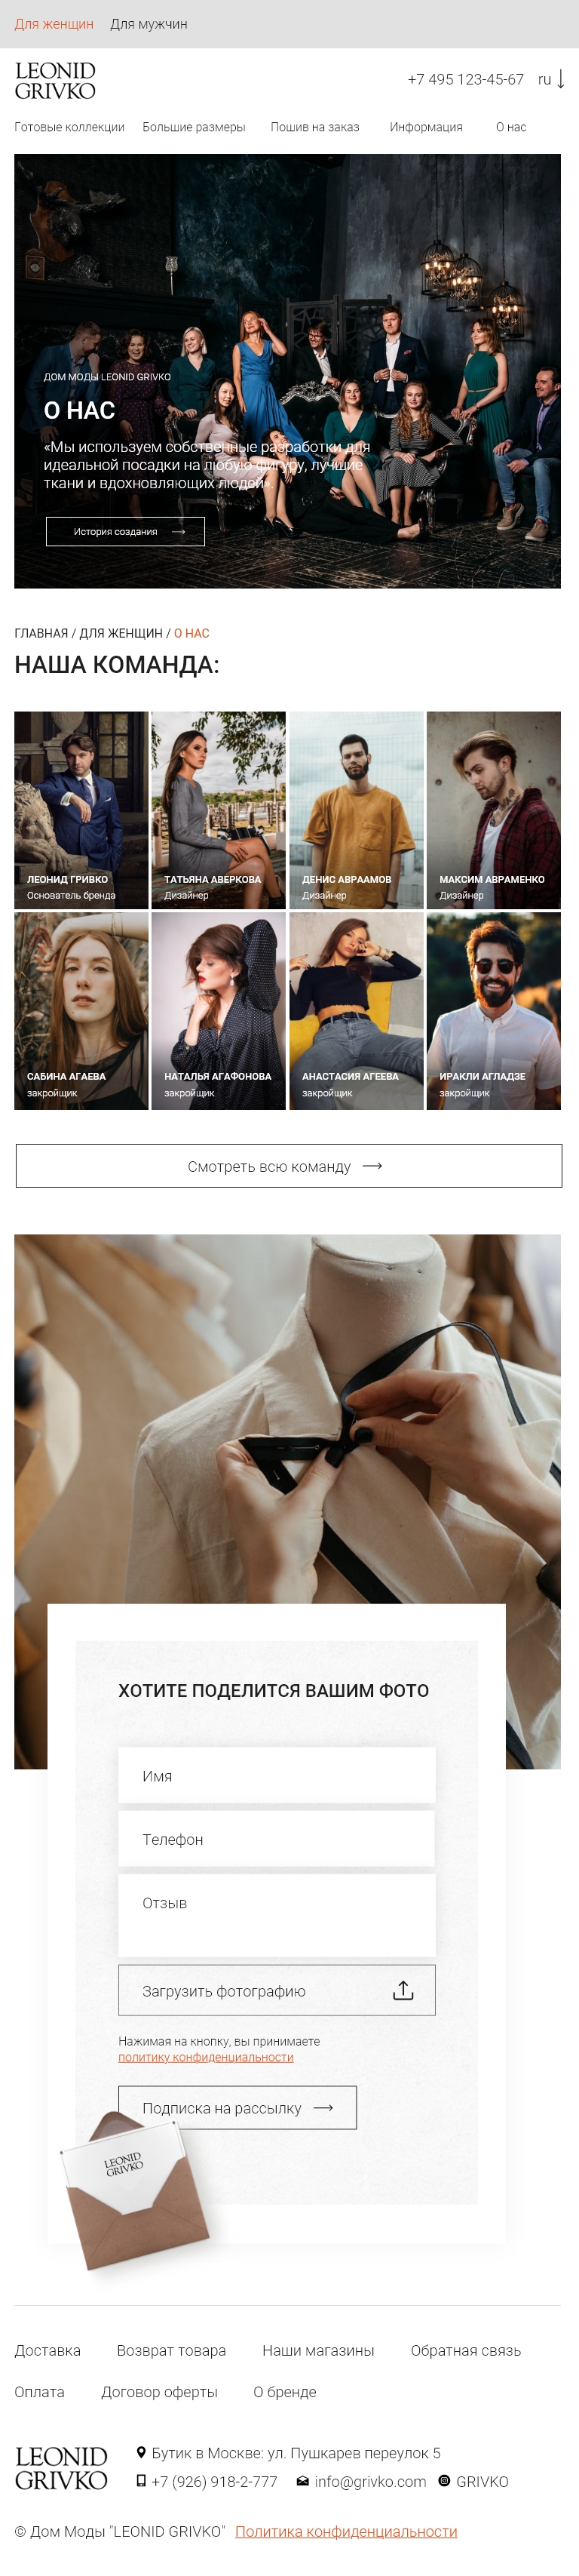 Для женщин Для мужчин
LEONID
GRIVKO
+7 495 123-45-67 ru
Готовые коллекции Большие размеры Пошив на заказ Информация О нас
ДОМ МОДЫ LEONID GRIVKO
О НАС
«Мы используем собственные разработки для
идеальной посадки на любую фигуру, лучшие
ткани и вдохновляющих людей».
История создания
ГЛАВНАЯ / ДЛЯ ЖЕНЩИН / О НАС
НАША КОМАНДА:
ЛЕОНИД ГРИВКО
Основатель бренда
ТАТЬЯНА АВЕРКОВА
Дизайнер
ДЕНИС АВРААМОВ
Дизайнер
МАКСИМ АВРАМЕНКО
Дизайнер
САБИНА АГАЕВА
закройщик
НАТАЛЬЯ АГАФОНОВА
закройщик
АНАСТАСИЯ АГЕЕВА
закройщик
ИРАКЛИ АГЛАДЗЕ
закройщик
Смотреть всю команду
ХОТИТЕ ПОДЕЛИТСЯ ВАШИМ ФОТО
Имя
Телефон
Отзыв
Загрузить фотографию
Нажимая на кнопку, вы принимаете
политику конфиденциальности
Подписка на рассылку
LEONID
GRIVKO
Доставка Возврат товара Наши магазины Обратная связь
Оплата Договор оферты О бренде
LEONID
GRIVKO
Бутик в Москве: ул. Пушкарев переулок 5
+7 (926) 918-2-777 info@grivko.com GRIVKO
© Дом Моды "LEONID GRIVKO" Политика конфиденциальности